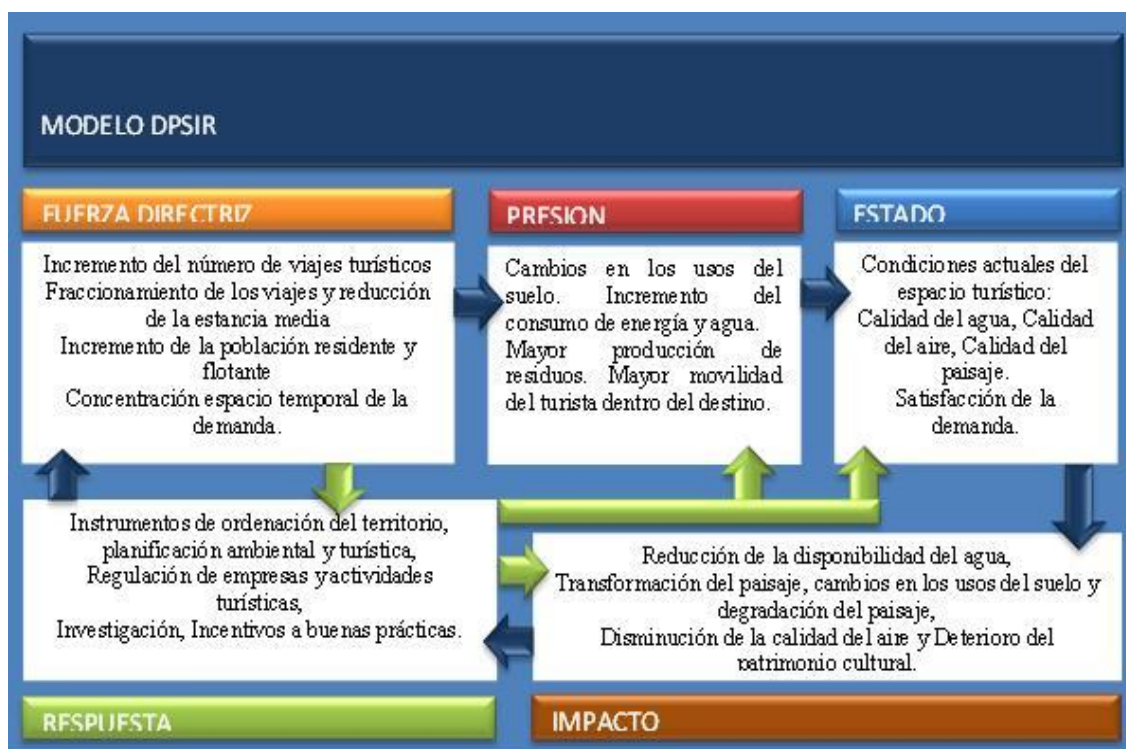 MODELO DPSIR
FUERZA DIRECTRIZ
Incremento del número de viajes turísticos
Fraccionamiento de los viajes y reducción
de la estancia media
Incremento de la población residente y
flotante
Concentración espacio temporal de la
demanda.
PRESION
Cambios en los usos del
suelo. Incremento del
consumo de energía y agua.
Mayor producción de
residuos. Mayor movilidad
del turista dentro del destino.
ESTADO
Condiciones actuales del
espacio turístico:
Calidad del agua, Calidad
del aire, Calidad del
paisaje.
Satisfacción de la
demanda.
Instrumentos de ordenación del territorio,
planificación ambiental y turística,
Regulación de empresas y actividades
turísticas,
Investigación, Incentivos a buenas prácticas.
RESPUESTA
Reducción de la disponibilidad del agua,
Transformación del paisaje, cambios en los usos del suelo y
degradación del paisaje,
Disminución de la calidad del aire y Deterioro del
patrimonio cultural.
IMPACTO